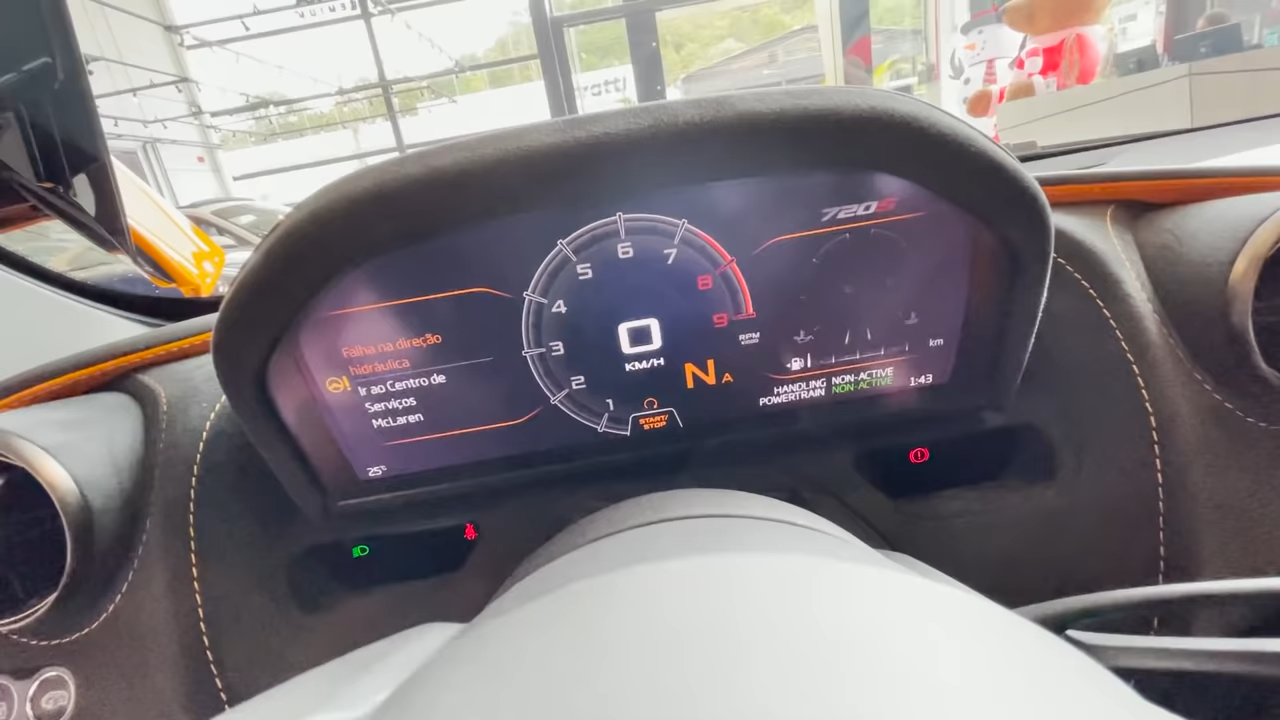 720S
Falha na direção
hidráulica
Ir ao Centro de
Serviços
McLaren
25°C
1
2
3
4
5
6
7
8
9
RPM
0
KM/H
N A
START/
STOP
km
HANDLING NON-ACTIVE
POWERTRAIN NON-ACTIVE
1:43